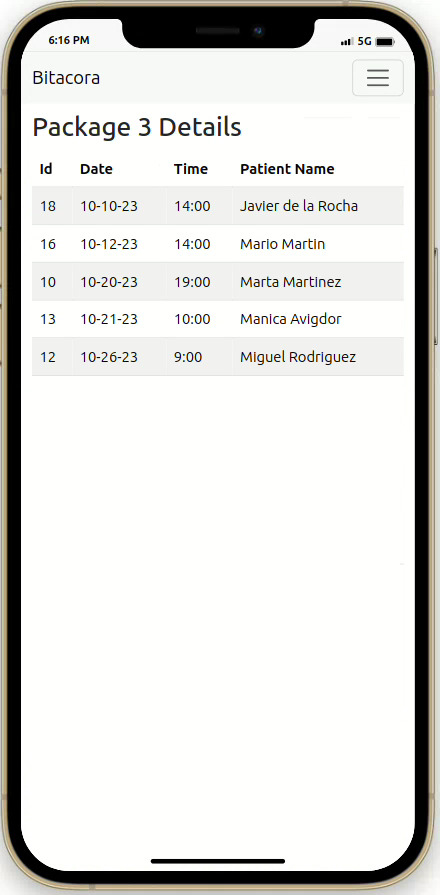 6:16 PM 5G
Bitacora
Package 3 Details
Id Date Time Patient Name
18 10-10-23 14:00 Javier de la Rocha
16 10-12-23 14:00 Mario Martin
10 10-20-23 19:00 Marta Martinez
13 10-21-23 10:00 Manica Avigdor
12 10-26-23 9:00 Miguel Rodriguez